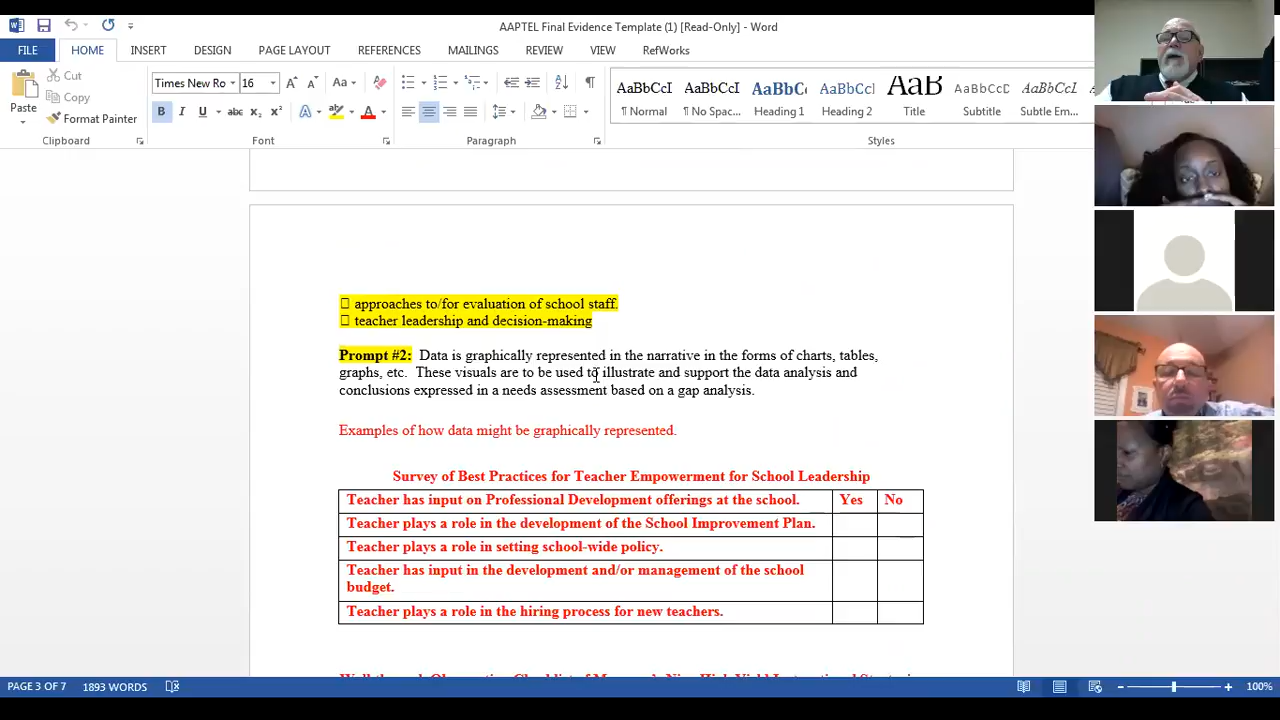 AAPTEL Final Evidence Template (1) [Read-Only] - Word
FILE HOME INSERT DESIGN PAGE LAYOUT REFERENCES MAILINGS REVIEW VIEW RefWorks
Paste
Cut
Copy
Format Painter
Times New Ro 16
B I U abc X₂ X²
AaBbCcI AaBbCcI AaBbCc AaBbCcI AaB AaBbCcD AaBbCcL
¶ Normal ¶ No Spac... Heading 1 Heading 2 Title Subtitle Subtle Em...
Clipboard Font Paragraph Styles
☐ approaches to/for evaluation of school staff.
☐ teacher leadership and decision-making
Prompt #2: Data is graphically represented in the narrative in the forms of charts, tables,
graphs, etc. These visuals are to be used to illustrate and support the data analysis and
conclusions expressed in a needs assessment based on a gap analysis.
Examples of how data might be graphically represented.
Survey of Best Practices for Teacher Empowerment for School Leadership
Teacher has input on Professional Development offerings at the school. Yes No
Teacher plays a role in the development of the School Improvement Plan.
Teacher plays a role in setting school-wide policy.
Teacher has input in the development and/or management of the school
budget.
Teacher plays a role in the hiring process for new teachers.
PAGE 3 OF 7 1893 WORDS 100%